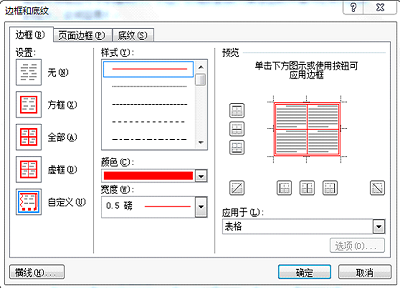 边框和底纹
边框(B) 页面边框(P) 底纹(S)
设置:
无(N)
方框(X)
全部(A)
虚框(D)
自定义(U)
样式(Y):
颜色(C):
宽度(W):
0.5 磅
预览
单击下方图示或使用按钮可
应用边框
应用于(L):
表格
选项(O)...
横线(H)...
确定
取消